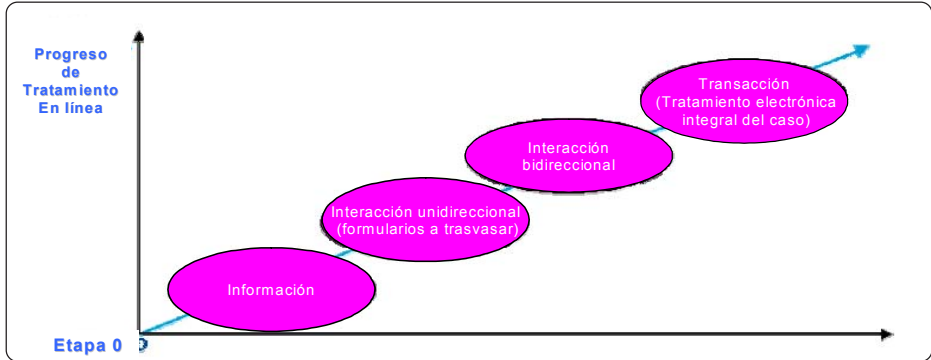 Progreso
de
Tratamiento
En línea
Transacción
(Tratamiento electrónica
integral del caso)
Interacción
bidireccional
Interacción unidireccional
(formularios a trasvasar)
Información
Etapa 0